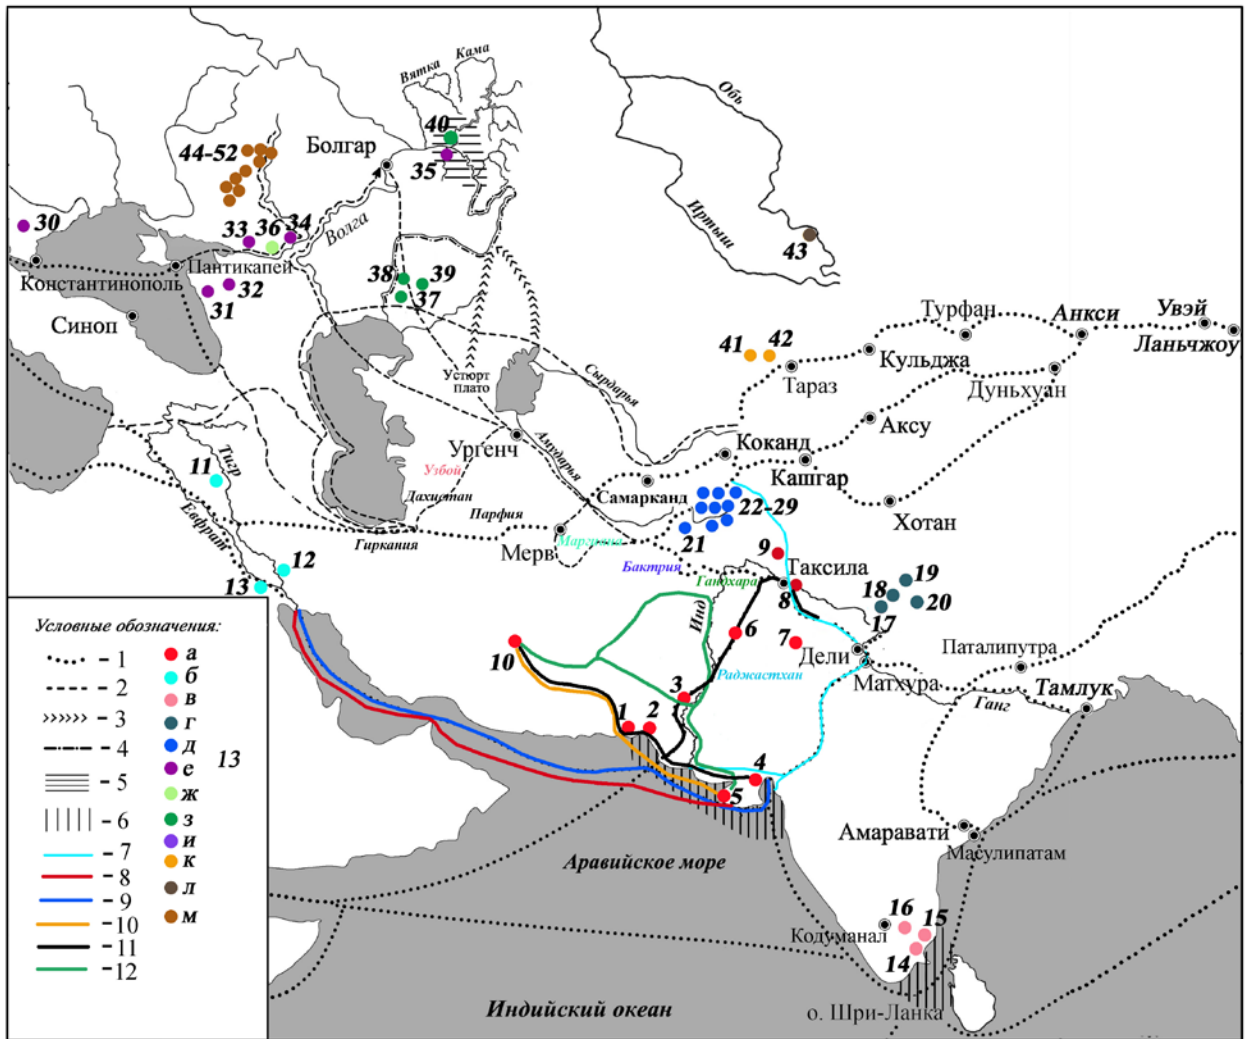 Вятка
Кама
Обь
40
44-52
Болгар
35
Иртыш
30
33
36
34
Волга
43
Константинополь
Пантикапей
38
39
37
31
32
Синоп
Турфан
Анкси
Увэй
Ланьчжоу
41
42
Кульджа
Тараз
Дуньхуан
Устюрт
плато
Сырдарья
Аксу
Ургенч
Амударья
Коканд
Кашгар
11
Тигр
Узбой
Дахистан
Самарканд
22-29
Хотан
Евфрат
Парфия
Гиркания
Мерв
Маргиана
21
Бактрия
Гандхара
9
Таксила
12
13
8
18
19
17
20
Инд
6
7
Дели
Паталипутра
10
Раджастхан
Матхура
Ганг
Тамлук
3
1
2
4
5
Аравийское море
Амаравати
Масулипатам
16
15
Кодуманал
14
Индийский океан
о. Шри-Ланка
Условные обозначения:
- 1
- 2
- 3
- 4
- 5
- 6
- 7
- 8
- 9
- 10
- 11
- 12
а
б
в
г
д
е
ж
з
и
к
л
м
13